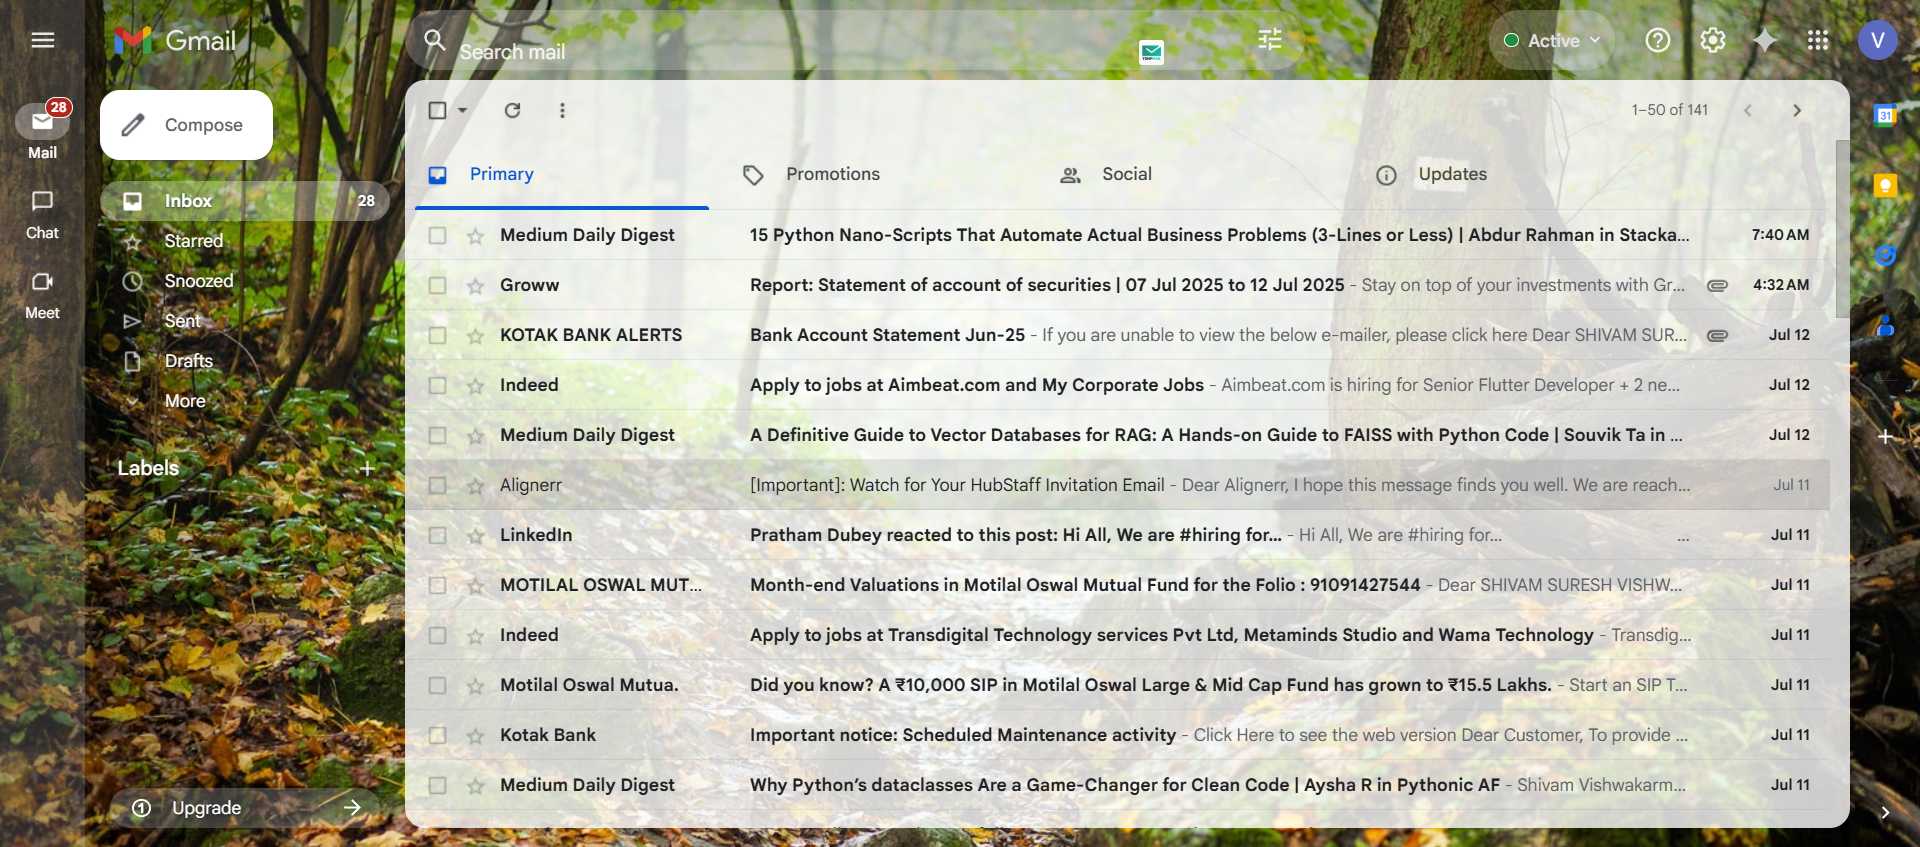 Gmail
Search mail
Active
V
28
Mail
Chat
Meet
Compose
Inbox 28
Starred
Snoozed
Sent
Drafts
More
Labels
Upgrade
1–50 of 141
31
Primary
Promotions
Social
Updates
Medium Daily Digest 15 Python Nano-Scripts That Automate Actual Business Problems (3-Lines or Less) | Abdur Rahman in Stacka... 7:40 AM
Groww Report: Statement of account of securities | 07 Jul 2025 to 12 Jul 2025 - Stay on top of your investments with Gr... 4:32 AM
KOTAK BANK ALERTS Bank Account Statement Jun-25 - If you are unable to view the below e-mailer, please click here Dear SHIVAM SUR... Jul 12
Indeed Apply to jobs at Aimbeat.com and My Corporate Jobs - Aimbeat.com is hiring for Senior Flutter Developer + 2 ne... Jul 12
Medium Daily Digest A Definitive Guide to Vector Databases for RAG: A Hands-on Guide to FAISS with Python Code | Souvik Ta in ... Jul 12
Alignerr [Important]: Watch for Your HubStaff Invitation Email - Dear Alignerr, I hope this message finds you well. We are reach... Jul 11
LinkedIn Pratham Dubey reacted to this post: Hi All, We are #hiring for... - Hi All, We are #hiring for... ... Jul 11
MOTILAL OSWAL MUT... Month-end Valuations in Motilal Oswal Mutual Fund for the Folio : 91091427544 - Dear SHIVAM SURESH VISHW... Jul 11
Indeed Apply to jobs at Transdigital Technology services Pvt Ltd, Metaminds Studio and Wama Technology - Transdig... Jul 11
Motilal Oswal Mutua. Did you know? A ₹10,000 SIP in Motilal Oswal Large & Mid Cap Fund has grown to ₹15.5 Lakhs. - Start an SIP T... Jul 11
Kotak Bank Important notice: Scheduled Maintenance activity - Click Here to see the web version Dear Customer, To provide ... Jul 11
Medium Daily Digest Why Python’s dataclasses Are a Game-Changer for Clean Code | Aysha R in Pythonic AF - Shivam Vishwakarm... Jul 11